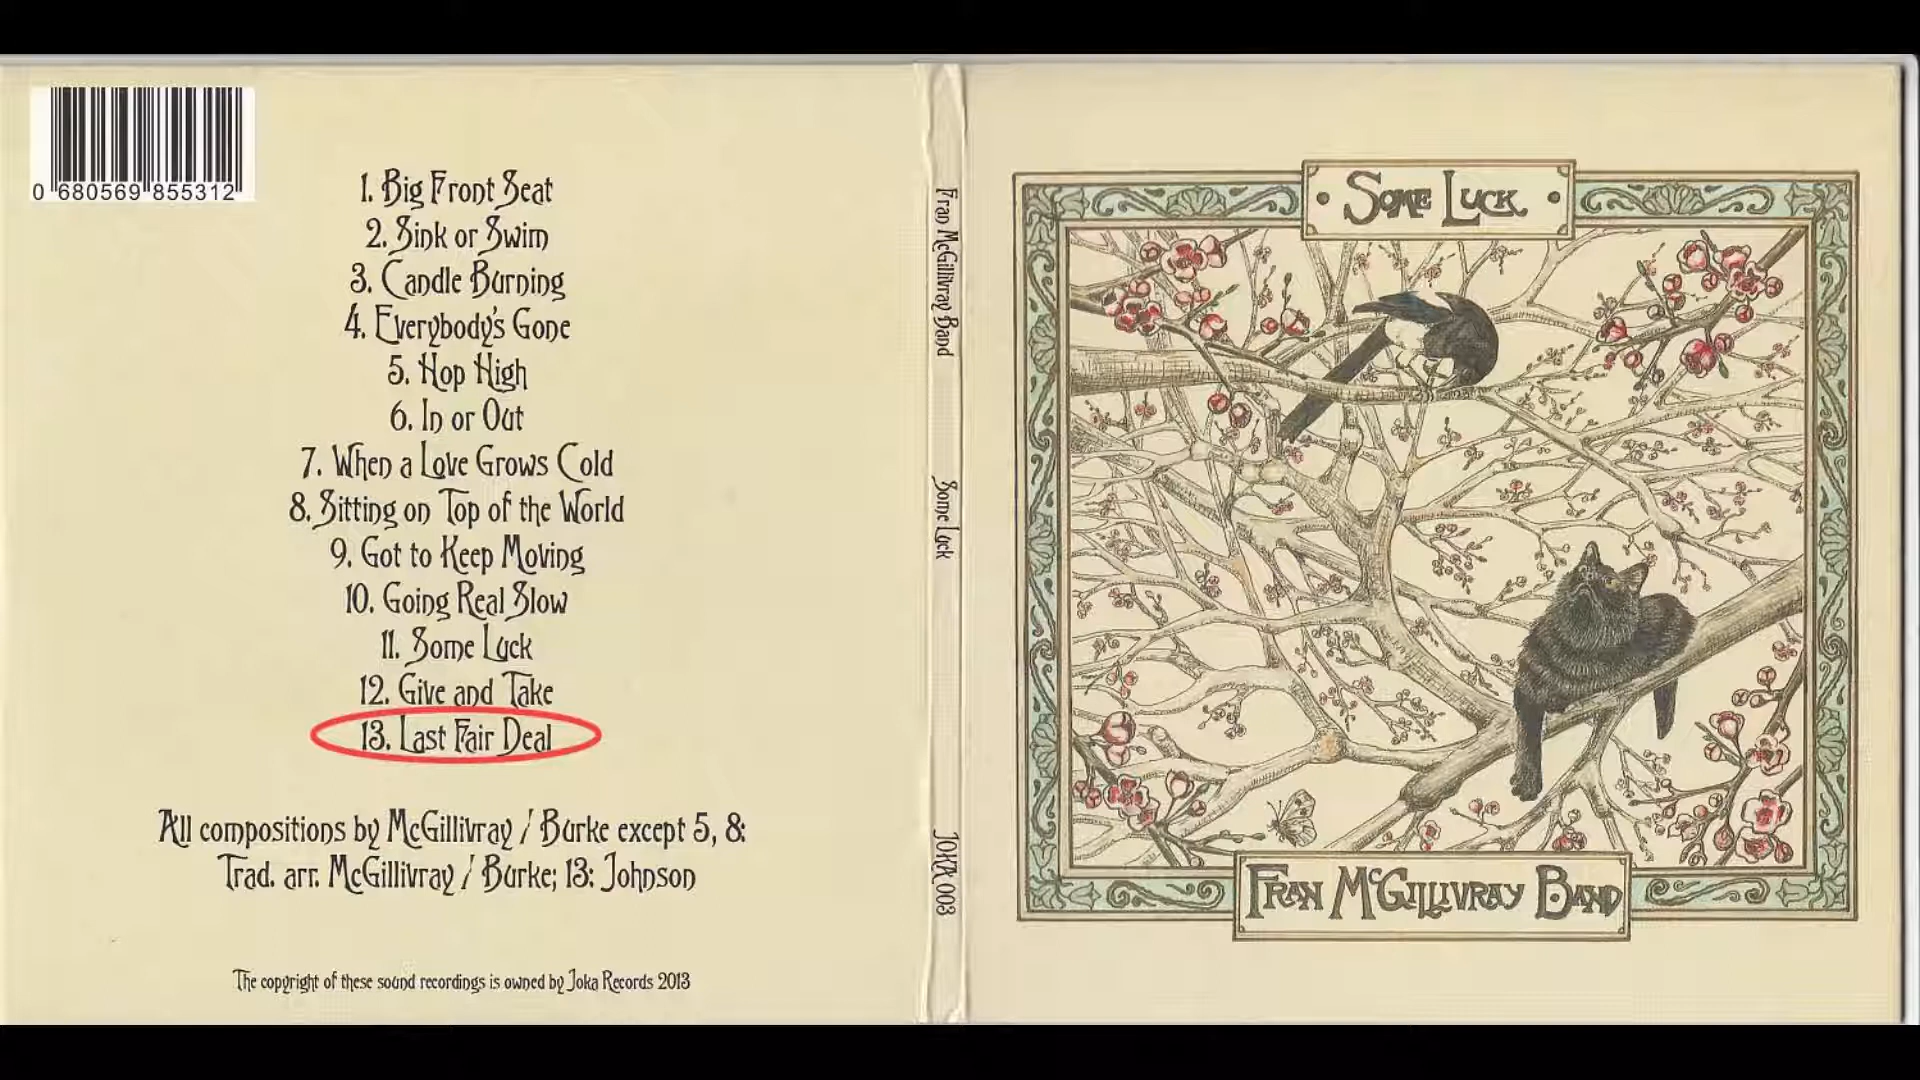 0 680569 855312
1. Big Front Seat
2. Sink or Swim
3. Candle Burning
4. Everybody's Gone
5. Hop High
6. In or Out
7. When a Love Grows Cold
8. Sitting on Top of the World
9. Got to Keep Moving
10. Going Real Slow
11. Some Luck
12. Give and Take
13. Last Fair Deal
All compositions by McGillivray / Burke except 5, 8:
Trad. arr. McGillivray / Burke; 13: Johnson
The copyright of these sound recordings is owned by Joka Records 2013
Fran McGillivray Band
Some Luck
JOKA 003
Some Luck
Fran McGillivray Band